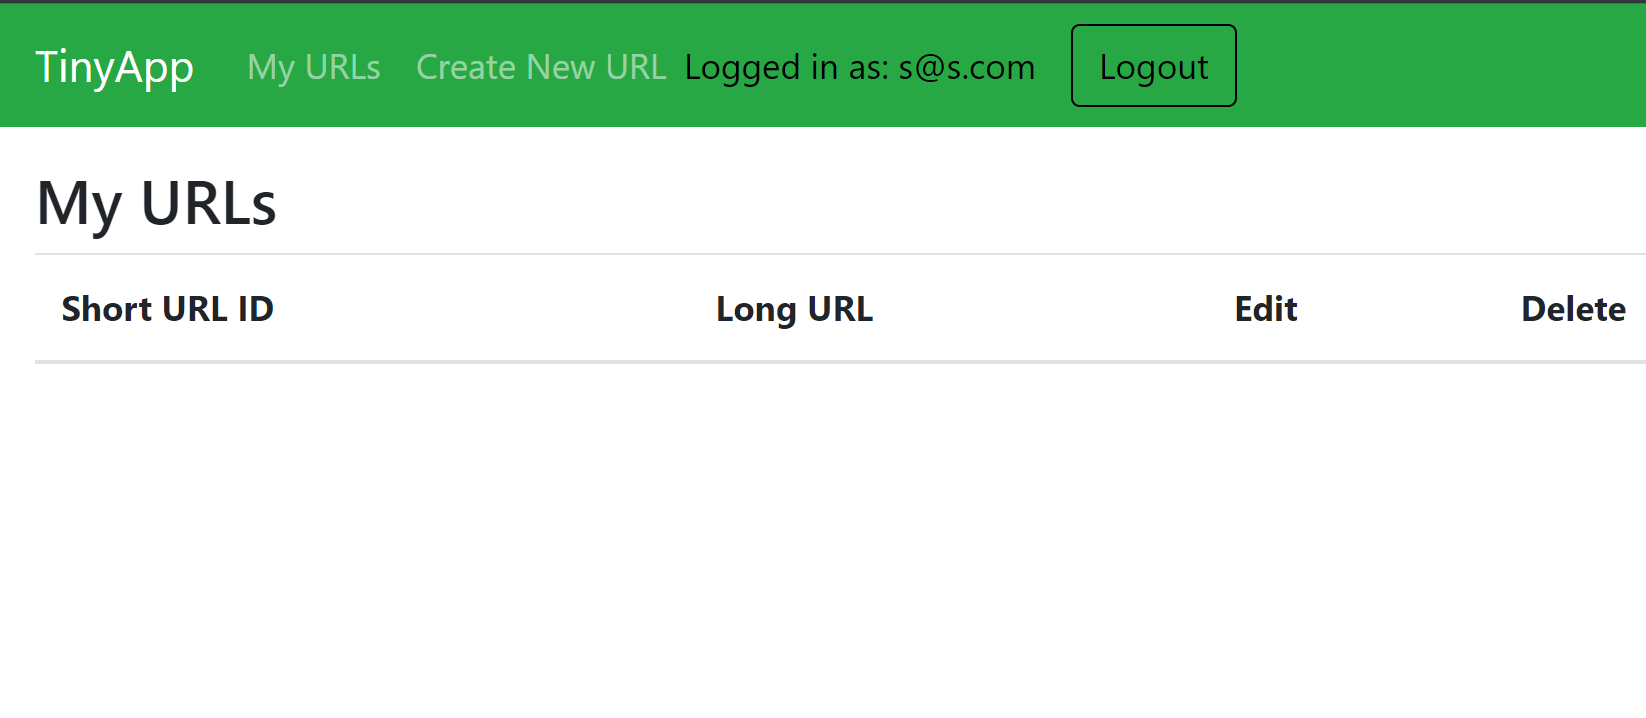 TinyApp My URLs Create New URL Logged in as: s@s.com Logout
My URLs
Short URL ID Long URL Edit Delete